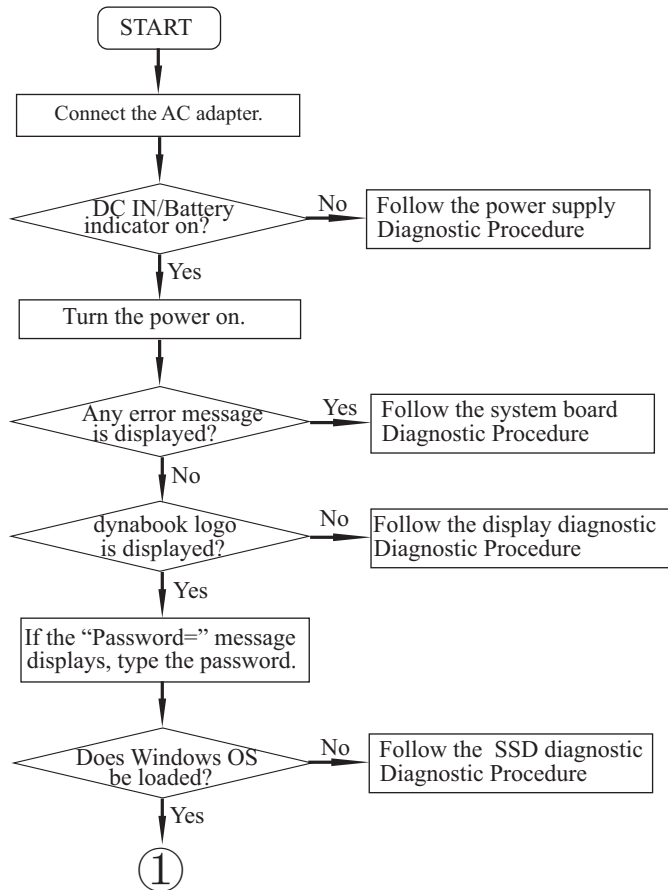 START
Connect the AC adapter.
DC IN/Battery
indicator on?
No
Follow the power supply
Diagnostic Procedure
Yes
Turn the power on.
Any error message
is displayed?
Yes
Follow the system board
Diagnostic Procedure
No
dynabook logo
is displayed?
No
Follow the display diagnostic
Diagnostic Procedure
Yes
If the “Password=” message
displays, type the password.
Does Windows OS
be loaded?
No
Follow the  SSD diagnostic
Diagnostic Procedure
Yes
1